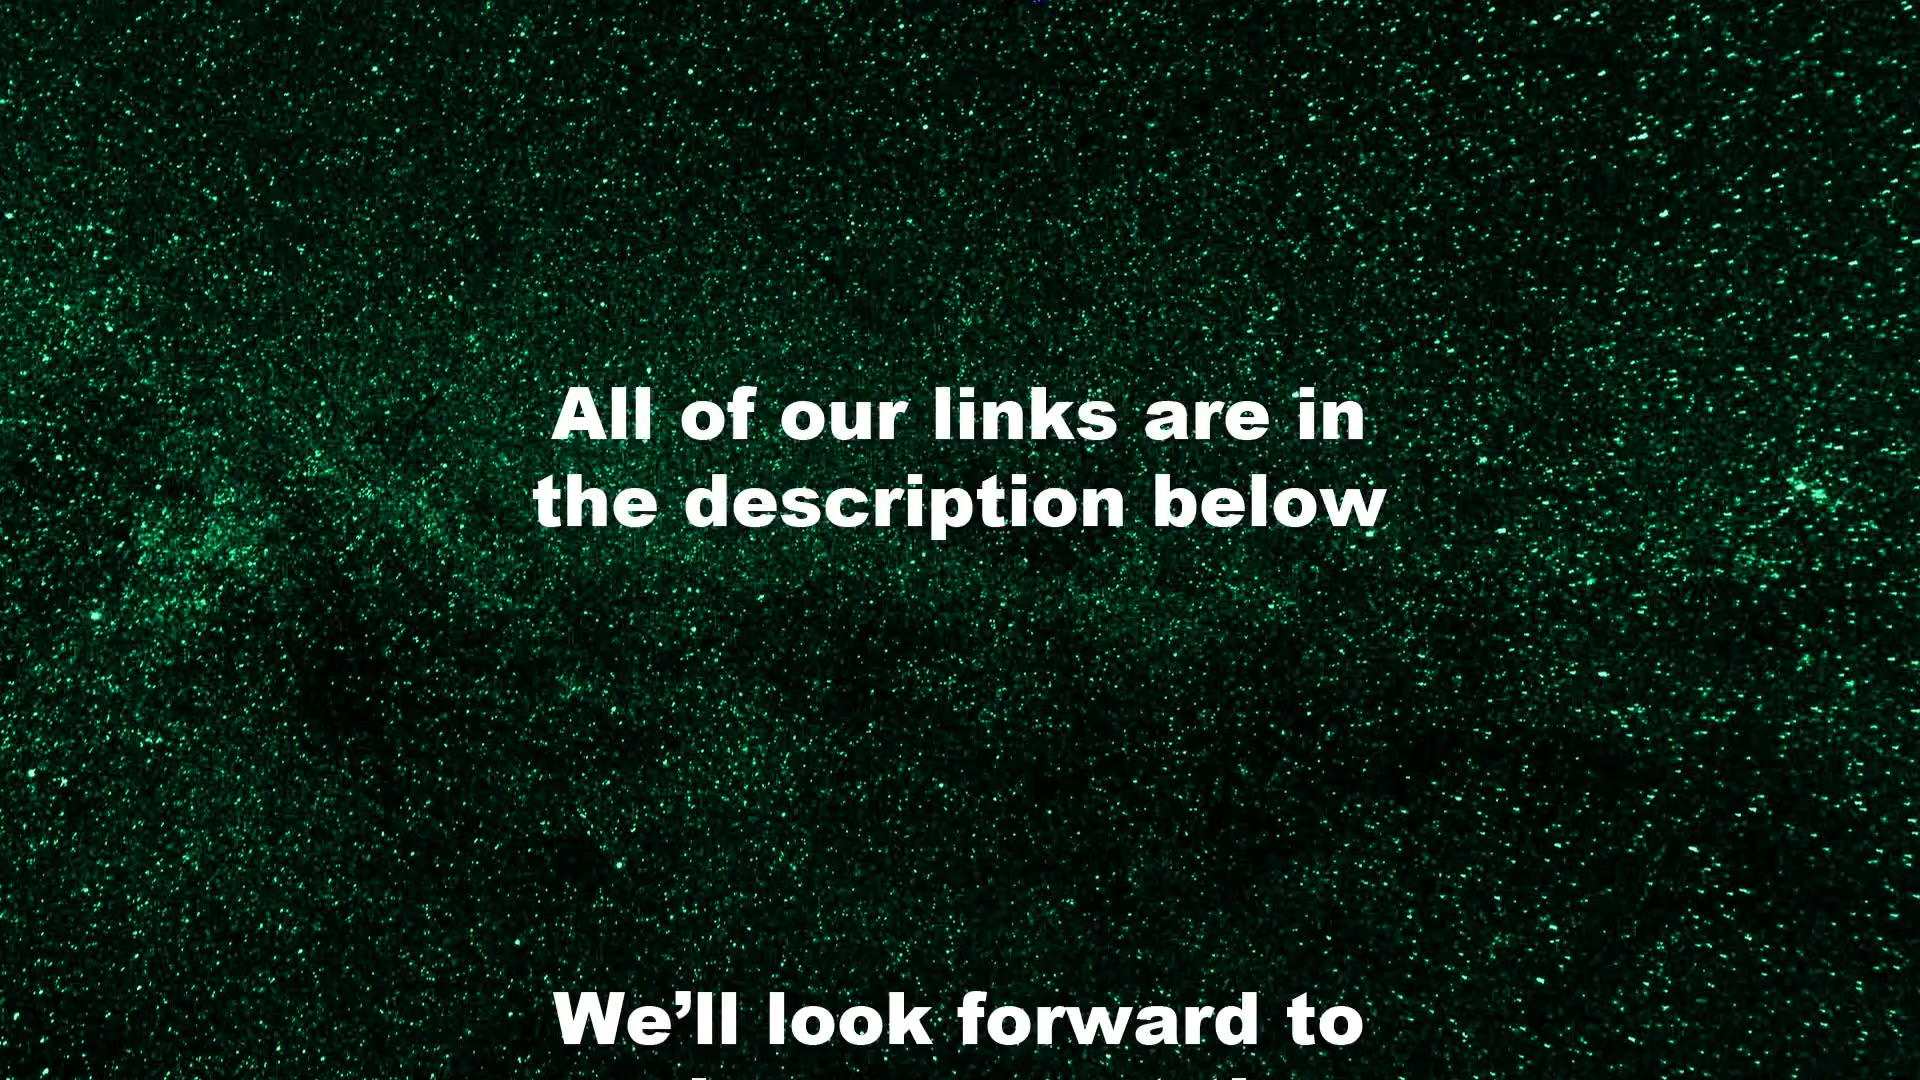 All of our links are in
the description below
We’ll look forward to